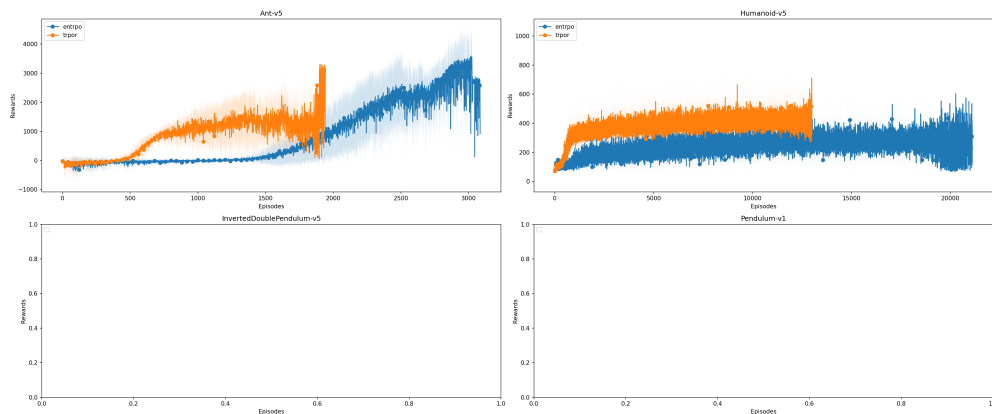 Ant-v5
entrpo
trpor
4000
3000
2000
1000
0
−1000
Rewards
0 500 1000 1500 2000 2500 3000
Episodes
Humanoid-v5
entrpo
trpor
1000
800
600
400
200
0
Rewards
0 5000 10000 15000 20000
Episodes
InvertedDoublePendulum-v5
1.0
0.8
0.6
0.4
0.2
0.0
Rewards
0.0 0.2 0.4 0.6 0.8 1.0
Episodes
Pendulum-v1
1.0
0.8
0.6
0.4
0.2
0.0
Rewards
0.0 0.2 0.4 0.6 0.8 1.0
Episodes